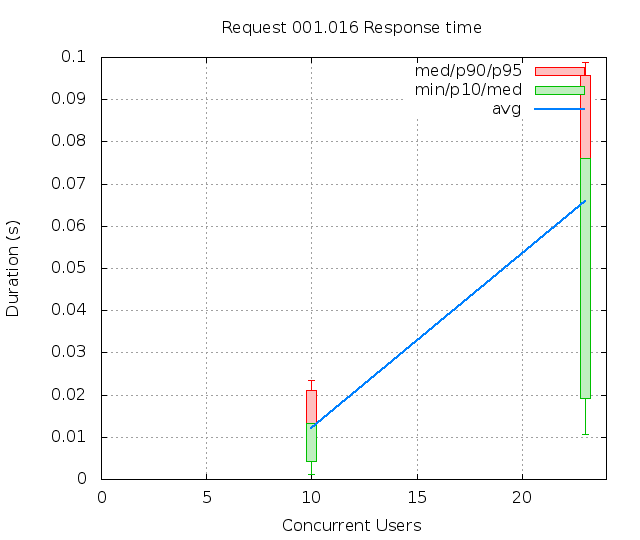 Request 001.016 Response time
0.1
0.09
0.08
0.07
0.06
0.05
0.04
0.03
0.02
0.01
0
med/p90/p95
min/p10/med
avg
Duration (s)
0 5 10 15 20
Concurrent Users